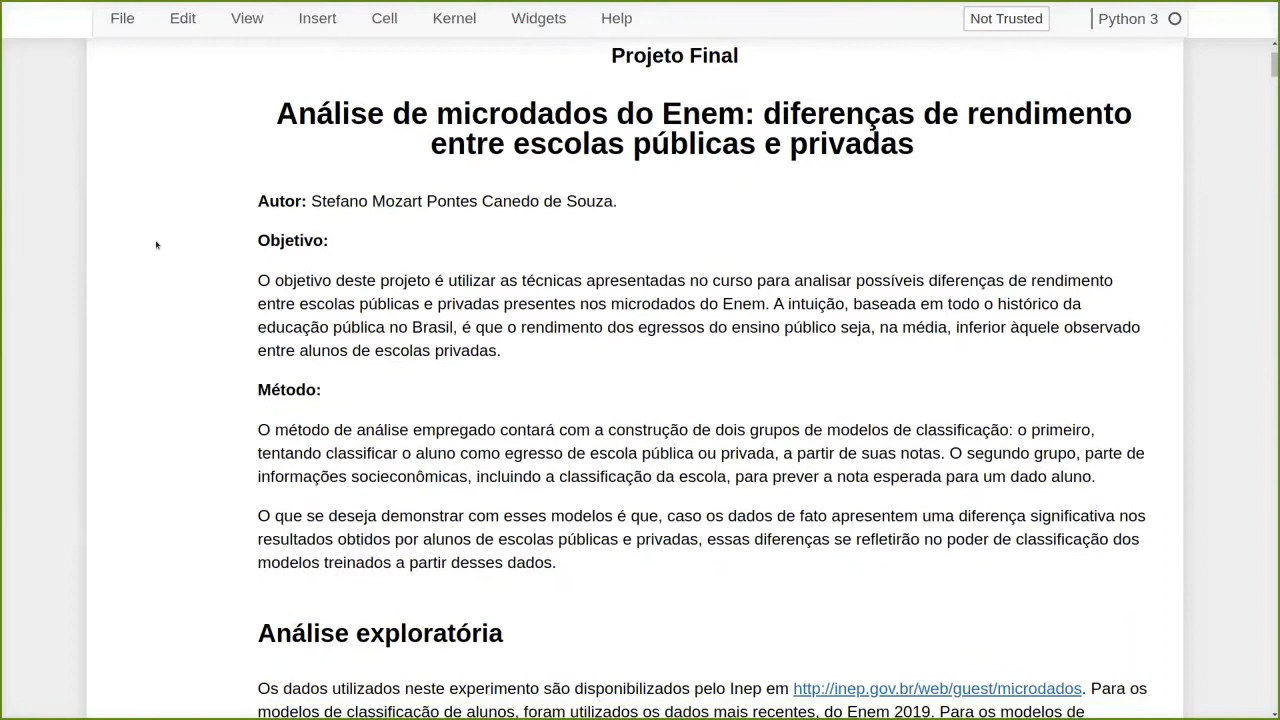 File Edit View Insert Cell Kernel Widgets Help Not Trusted Python 3
Projeto Final
Análise de microdados do Enem: diferenças de rendimento
entre escolas públicas e privadas
Autor: Stefano Mozart Pontes Canedo de Souza.
Objetivo:
O objetivo deste projeto é utilizar as técnicas apresentadas no curso para analisar possíveis diferenças de rendimento
entre escolas públicas e privadas presentes nos microdados do Enem. A intuição, baseada em todo o histórico da
educação pública no Brasil, é que o rendimento dos egressos do ensino público seja, na média, inferior àquele observado
entre alunos de escolas privadas.
Método:
O método de análise empregado contará com a construção de dois grupos de modelos de classificação: o primeiro,
tentando classificar o aluno como egresso de escola pública ou privada, a partir de suas notas. O segundo grupo, parte de
informações socieconômicas, incluindo a classificação da escola, para prever a nota esperada para um dado aluno.
O que se deseja demonstrar com esses modelos é que, caso os dados de fato apresentem uma diferença significativa nos
resultados obtidos por alunos de escolas públicas e privadas, essas diferenças se refletirão no poder de classificação dos
modelos treinados a partir desses dados.
Análise exploratória
Os dados utilizados neste experimento são disponibilizados pelo Inep em http://inep.gov.br/web/guest/microdados. Para os
modelos de classificação de alunos, foram utilizados os dados mais recentes, do Enem 2019. Para os modelos de